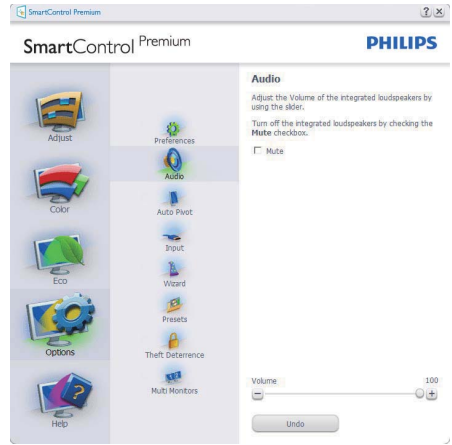 SmartControl Premium
SmartControl Premium
PHILIPS
Adjust
Color
Eco
Options
Help
Preferences
Audio
Auto Pivot
Input
Wizard
Presets
Theft Deterrence
Multi Monitors
Audio
Adjust the Volume of the integrated loudspeakers by
using the slider.
Turn off the integrated loudspeakers by checking the
Mute checkbox.
Mute
Volume 100
Undo